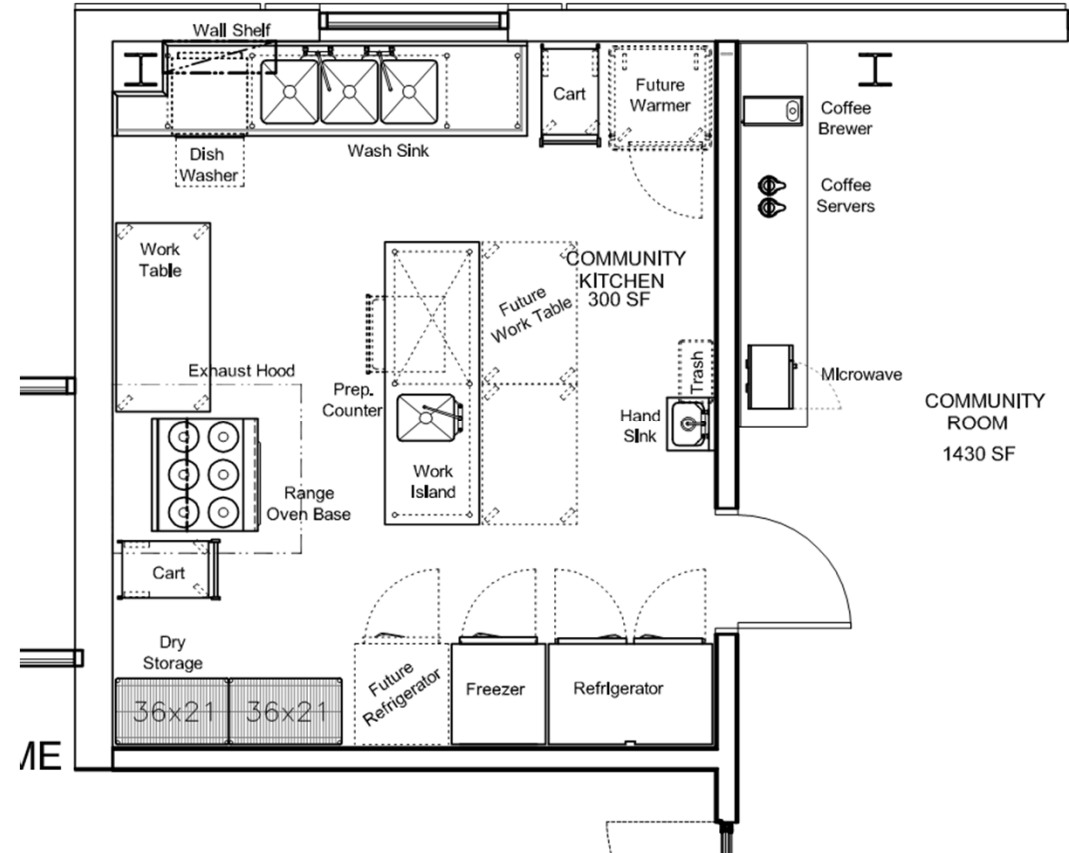 Wall Shelf
Cart
Future
Warmer
Coffee
Brewer
Wash Sink
Dish
Washer
Coffee
Servers
Work
Table
COMMUNITY
KITCHEN
300 SF
Future
Work Table
Exhaust Hood
Prep.
Counter
Trash
Microwave
Hand
Sink
COMMUNITY
ROOM
1430 SF
Work
Island
Range
Oven Base
Cart
Dry
Storage
Future
Refrigerator
Freezer
Refrigerator
36x21
36x21
ME